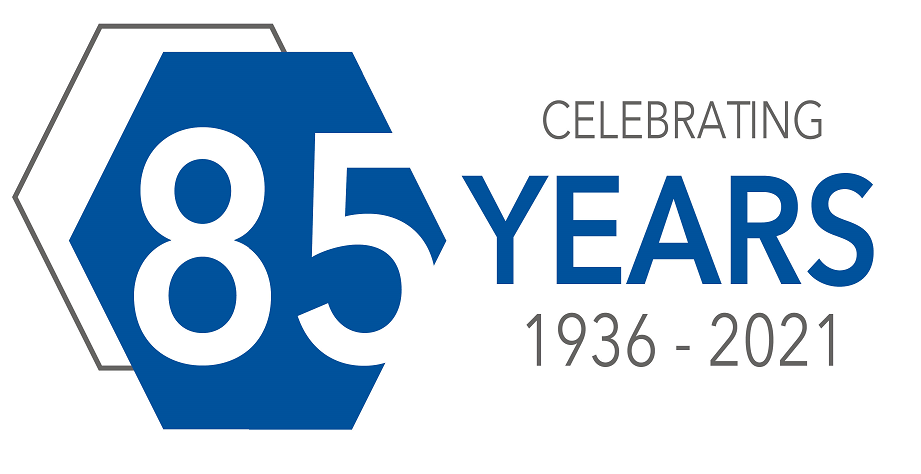 85
CELEBRATING
YEARS
1936 - 2021